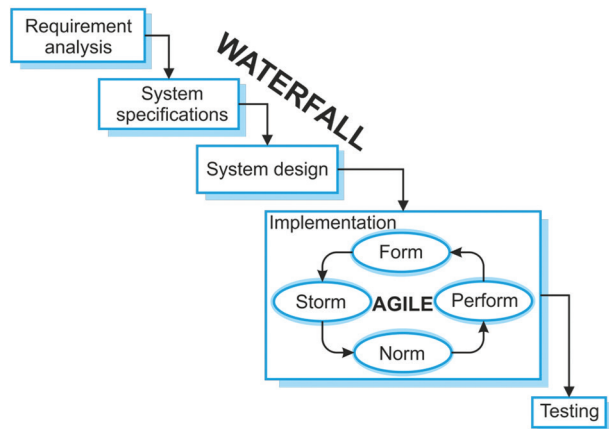 Requirement
analysis
WATERFALL
System
specifications
System design
Implementation
Form
Storm
AGILE
Perform
Norm
Testing